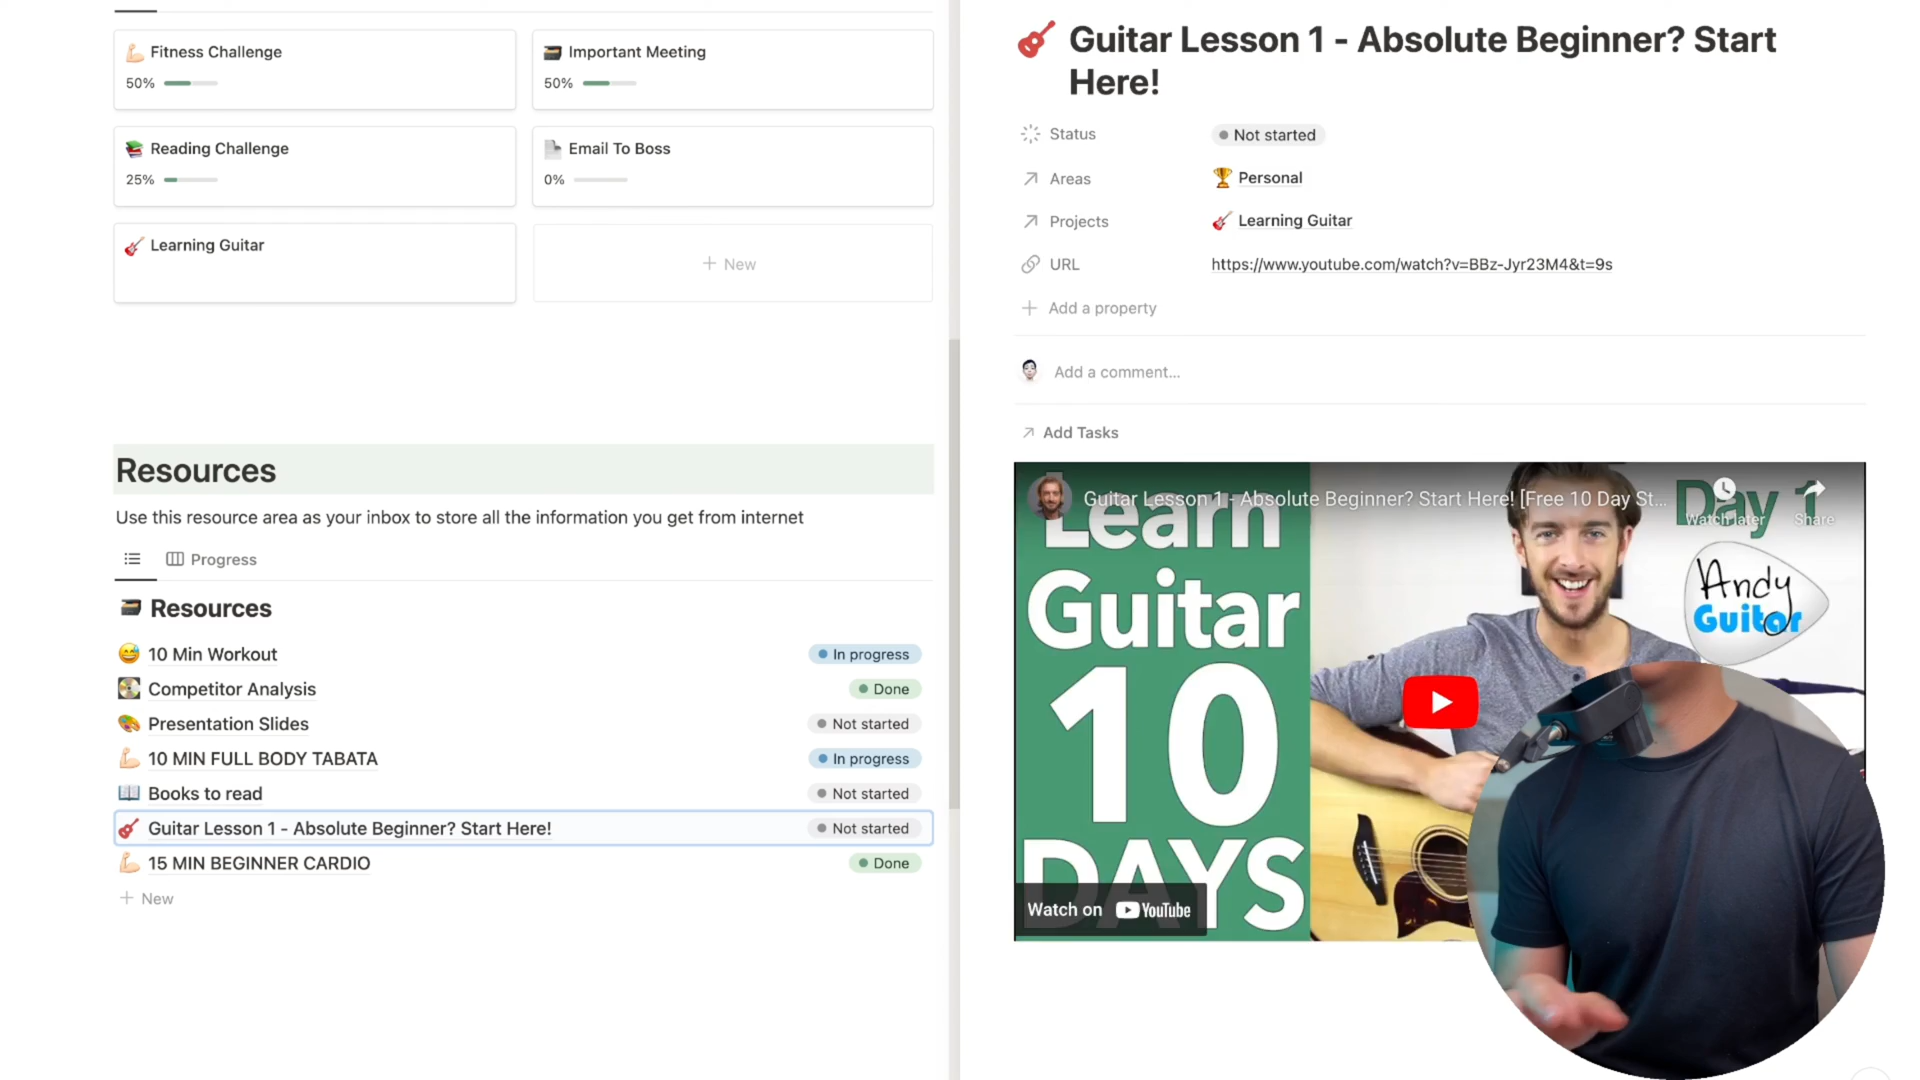 Fitness Challenge
50%
Important Meeting
50%
Reading Challenge
25%
Email To Boss
0%
Learning Guitar
+ New
Resources
Use this resource area as your inbox to store all the information you get from internet
Progress
Resources
10 Min Workout
In progress
Competitor Analysis
Done
Presentation Slides
Not started
10 MIN FULL BODY TABATA
In progress
Books to read
Not started
Guitar Lesson 1 - Absolute Beginner? Start Here!
Not started
15 MIN BEGINNER CARDIO
Done
+ New
Guitar Lesson 1 - Absolute Beginner? Start
Here!
Status
Not started
Areas
Personal
Projects
Learning Guitar
URL
https://www.youtube.com/watch?v=BBz-Jyr23M4&t=9s
+ Add a property
Add a comment...
Add Tasks
Guitar Lesson 1 - Absolute Beginner? Start Here! [Free 10 Day St...
Watch later
Share
Day 1
Learn
Guitar
10
DAYS
Andy
Guitar
Watch on YouTube